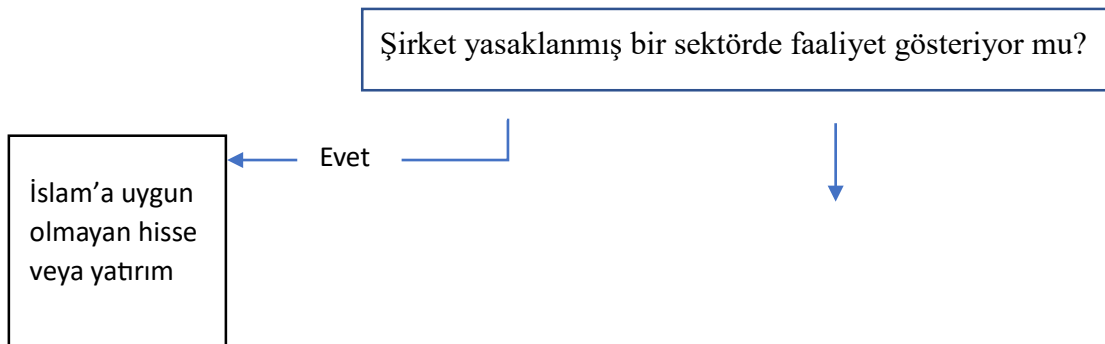 Şirket yasaklanmış bir sektörde faaliyet gösteriyor mu?
Evet
İslam’a uygun
olmayan hisse
veya yatırım